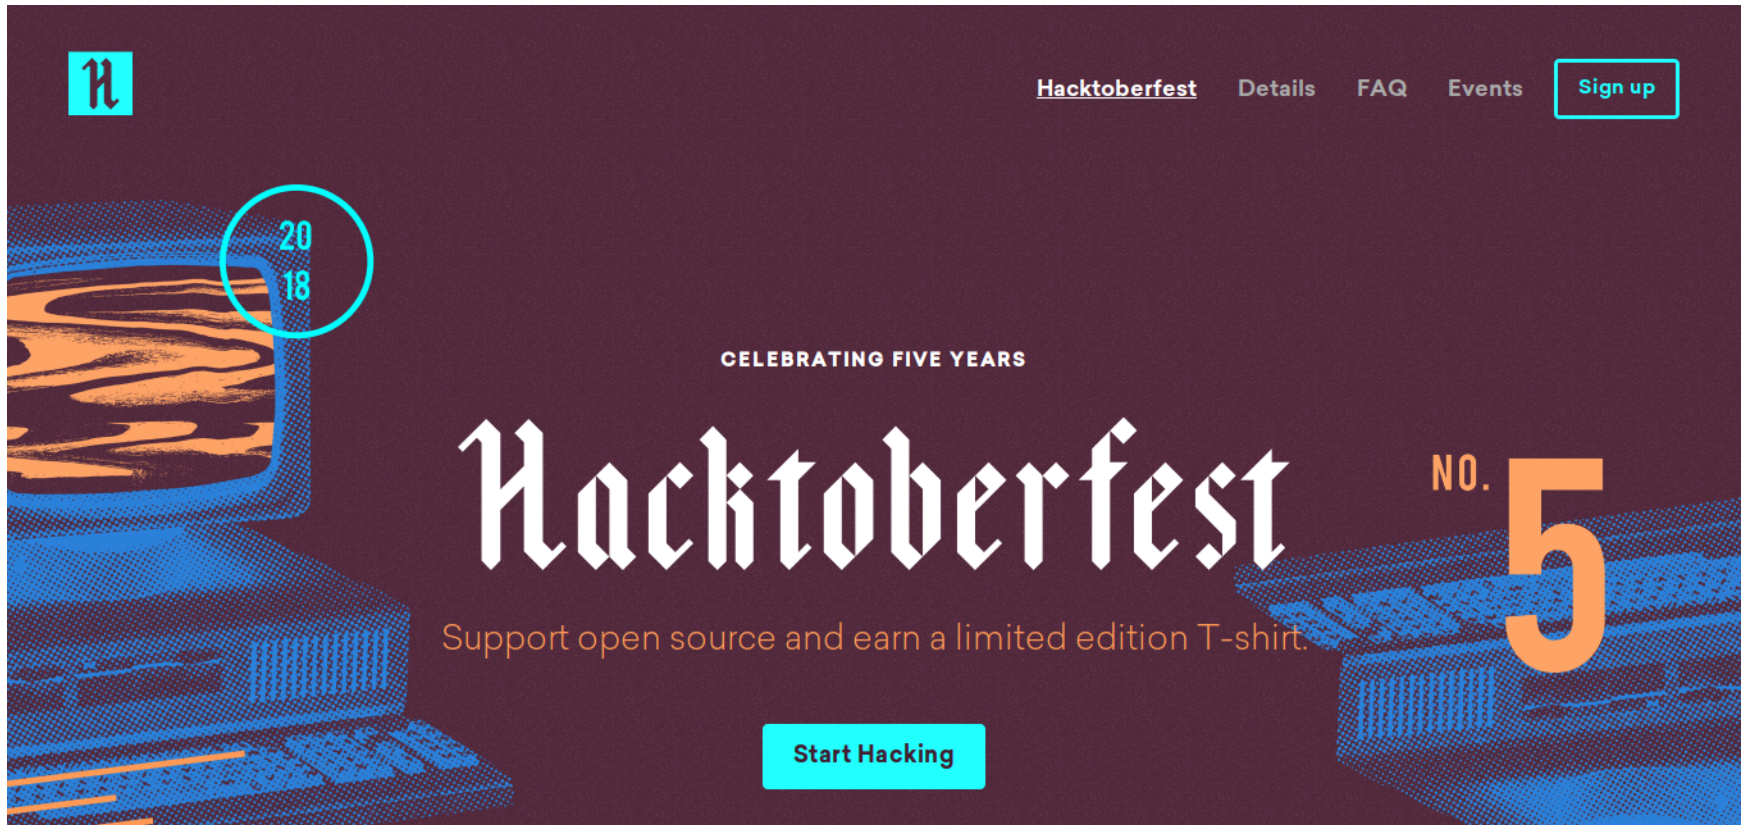 H
Hacktoberfest Details FAQ Events Sign up
20
18
CELEBRATING FIVE YEARS
Hacktoberfest
NO. 5
Support open source and earn a limited edition T-shirt.
Start Hacking